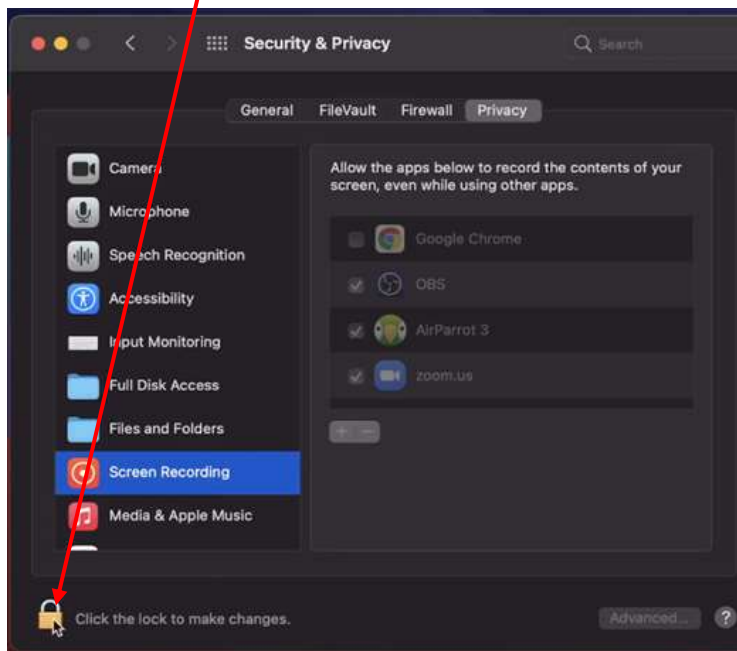 Security & Privacy
Search
General FileVault Firewall Privacy
Camera
Microphone
Speech Recognition
Accessibility
Input Monitoring
Full Disk Access
Files and Folders
Screen Recording
Media & Apple Music
Allow the apps below to record the contents of your
screen, even while using other apps.
Google Chrome
OBS
AirParrot 3
zoom.us
+ −
Click the lock to make changes.
Advanced...
?